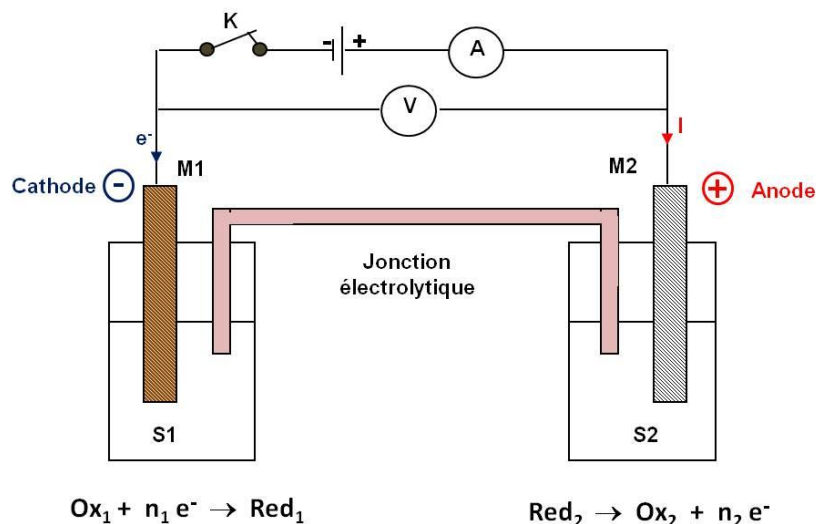 K
- +
A
V
e-
I
M1
M2
Cathode -
+ Anode
Jonction
électrolytique
S1
S2
Ox₁ + n₁ e⁻ → Red₁
Red₂ → Ox₂ + n₂ e⁻